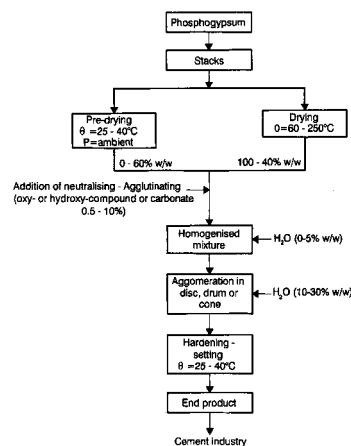 Phosphogypsum
Stacks
Pre-drying
θ =25 - 40°C
P=ambient
Drying
0=60 - 250°C
0 - 60% w/w
100 - 40% w/w
Addition of neutralising - Agglutinating
(oxy- or hydroxy-compound or carbonate
0.5 - 10%)
Homogenised
mixture
H₂O (0-5% w/w)
Aggomeration in
disc, drum or
cone
H₂O (10-30% w/w)
Hardening -
setting
θ =25 - 40°C
End product
Cement industry